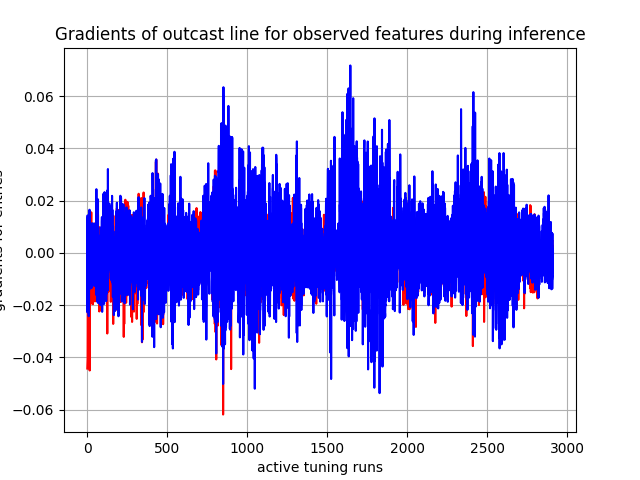 Gradients of outcast line for observed features during inference
0.06
0.04
0.02
0.00
−0.02
−0.04
−0.06
0 500 1000 1500 2000 2500 3000
active tuning runs